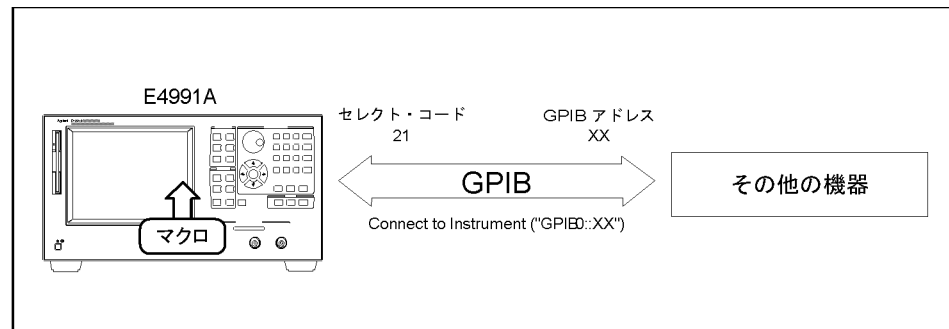 E4991A
セレクト・コード
21
GPIB アドレス
XX
GPIB
Connect to Instrument ("GPIB0::XX")
その他の機器
マクロ
Agilent